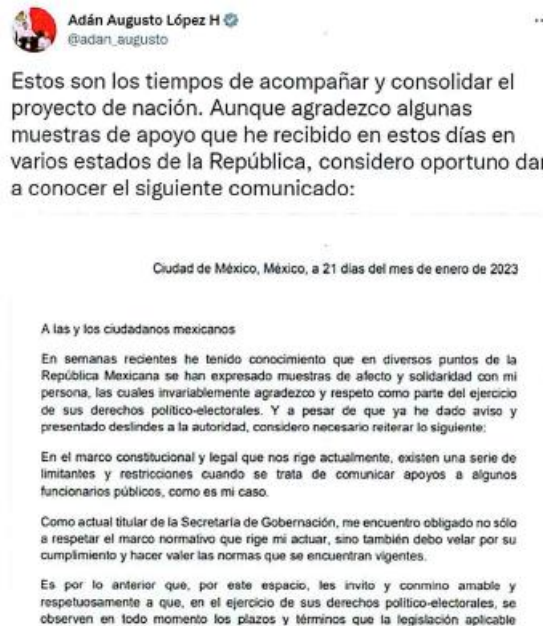 Adán Augusto López H
@adan_augusto
Estos son los tiempos de acompañar y consolidar el
proyecto de nación. Aunque agradezco algunas
muestras de apoyo que he recibido en estos días en
varios estados de la República, considero oportuno dar
a conocer el siguiente comunicado:
Ciudad de México, México, a 21 días del mes de enero de 2023
A las y los ciudadanos mexicanos
En semanas recientes he tenido conocimiento que en diversos puntos de la
República Mexicana se han expresado muestras de afecto y solidaridad con mi
persona, las cuales invariablemente agradezco y respeto como parte del ejercicio
de sus derechos político-electorales. Y a pesar de que ya he dado aviso y
presentado deslindes a la autoridad, considero necesario reiterar lo siguiente:
En el marco constitucional y legal que nos rige actualmente, existen una serie de
limitantes y restricciones cuando se trata de comunicar apoyos a algunos
funcionarios públicos, como es mi caso.
Como actual titular de la Secretaría de Gobernación, me encuentro obligado no sólo
a respetar el marco normativo que rige mi actuar, sino también debo velar por su
cumplimiento y hacer valer las normas que se encuentran vigentes.
Es por lo anterior que, por este espacio, les invito y conmino amable y
respetuosamente a que, en el ejercicio de sus derechos político-electorales, se
observen en todo momento los plazos y términos que la legislación aplicable